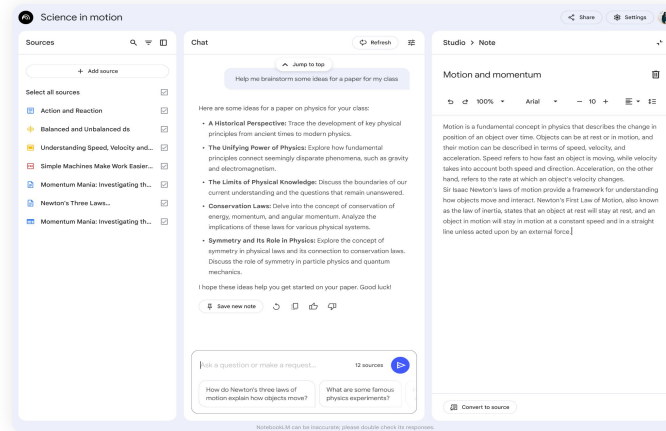 Science in motion
Share
Settings
Sources
+ Add source
Select all sources
Action and Reaction
Balanced and Unbalanced ds
Understanding Speed, Velocity and...
Simple Machines Make Work Easier...
Momentum Mania: Investigating th...
Newton's Three Laws...
Momentum Mania: Investigating th...
Chat
Refresh
Jump to top
Help me brainstorm some ideas for a paper for my class
Here are some ideas for a paper on physics for your class:
• A Historical Perspective: Trace the development of key physical
principles from ancient times to modern physics.
• The Unifying Power of Physics: Explore how fundamental
principles connect seemingly disparate phenomena, such as gravity
and electromagnetism.
• The Limits of Physical Knowledge: Discuss the boundaries of our
current understanding and the questions that remain unanswered.
• Conservation Laws: Delve into the concept of conservation of
energy, momentum, and angular momentum. Analyze the
implications of these laws for various physical systems.
• Symmetry and Its Role in Physics: Explore the concept of
symmetry in physical laws and its connection to conservation laws.
Discuss the role of symmetry in particle physics and quantum
mechanics.
I hope these ideas help you get started on your paper. Good luck!
Save new note
Ask a question or make a request...
12 sources
How do Newton's three laws of
motion explain how objects move?
What are some famous
physics experiments?
Studio > Note
Motion and momentum
100%
Arial
− 10 +
Motion is a fundamental concept in physics that describes the change in
position of an object over time. Objects can be at rest or in motion, and
their motion can be described in terms of speed, velocity, and
acceleration. Speed refers to how fast an object is moving, while velocity
takes into account both speed and direction. Acceleration, on the other
hand, refers to the rate at which an object's velocity changes.
Sir Isaac Newton's laws of motion provide a framework for understanding
how objects move and interact. Newton's First Law of Motion, also known
as the law of inertia, states that an object at rest will stay at rest, and an
object in motion will stay in motion at a constant speed and in a straight
line unless acted upon by an external force.
Convert to source
NotebookLM can be inaccurate; please double check its responses.